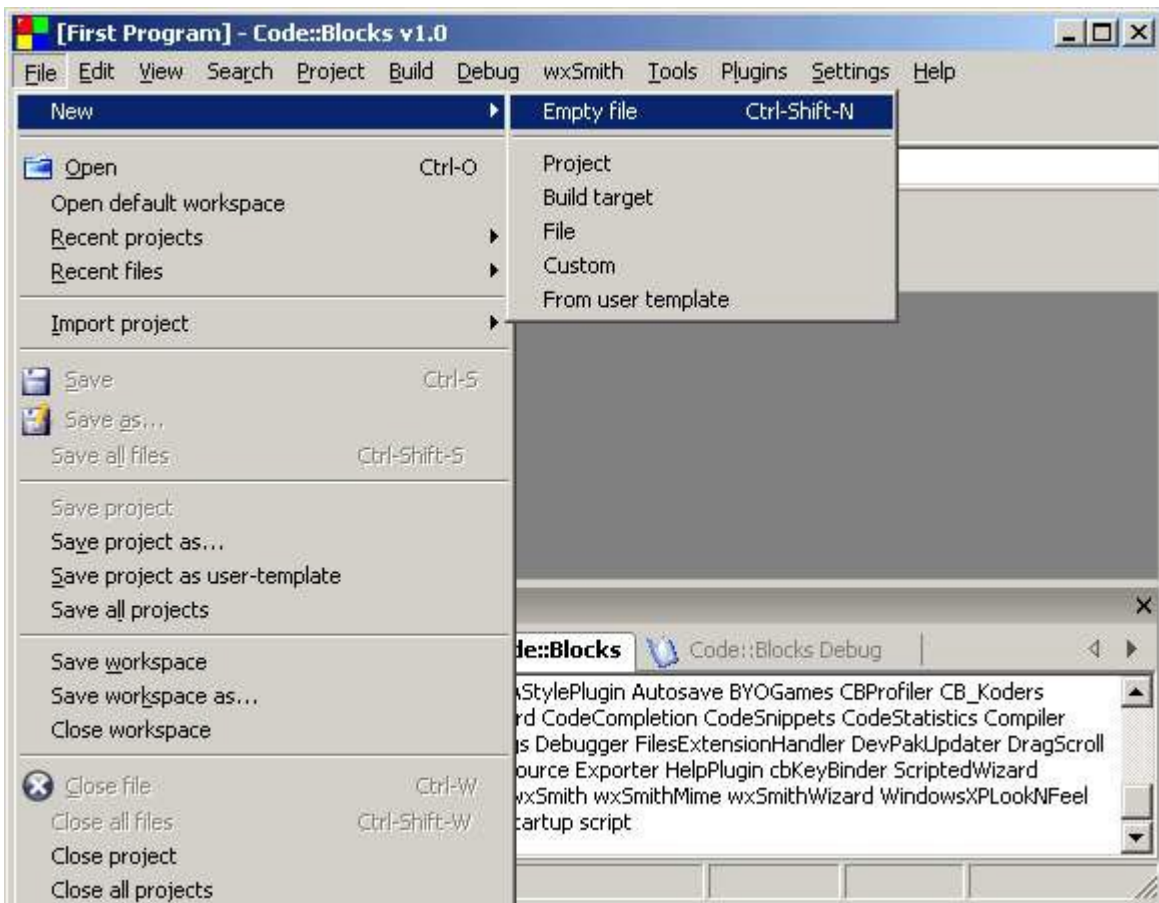 [First Program] - Code::Blocks v1.0
File Edit View Search Project Build Debug wxSmith Tools Plugins Settings Help
New
Empty file Ctrl-Shift-N
Open Ctrl-O
Open default workspace
Recent projects
Recent files
Import project
Project
Build target
File
Custom
From user template
Save Ctrl-S
Save as...
Save all files Ctrl-Shift-S
Save project
Save project as...
Save project as user-template
Save all projects
Save workspace
Save workspace as...
Close workspace
Close file Ctrl-W
Close all files Ctrl-Shift-W
Close project
Close all projects
de::Blocks Code::Blocks Debug
AStylePlugin Autosave BYOGames CBProfiler CB_Koders
rd CodeCompletion CodeSnippets CodeStatistics Compiler
gs Debugger FilesExtensionHandler DevPakUpdater DragScroll
ource Exporter HelpPlugin cbKeyBinder ScriptedWizard
wxSmith wxSmithMime wxSmithWizard WindowsXPLookNFeel
tartup script